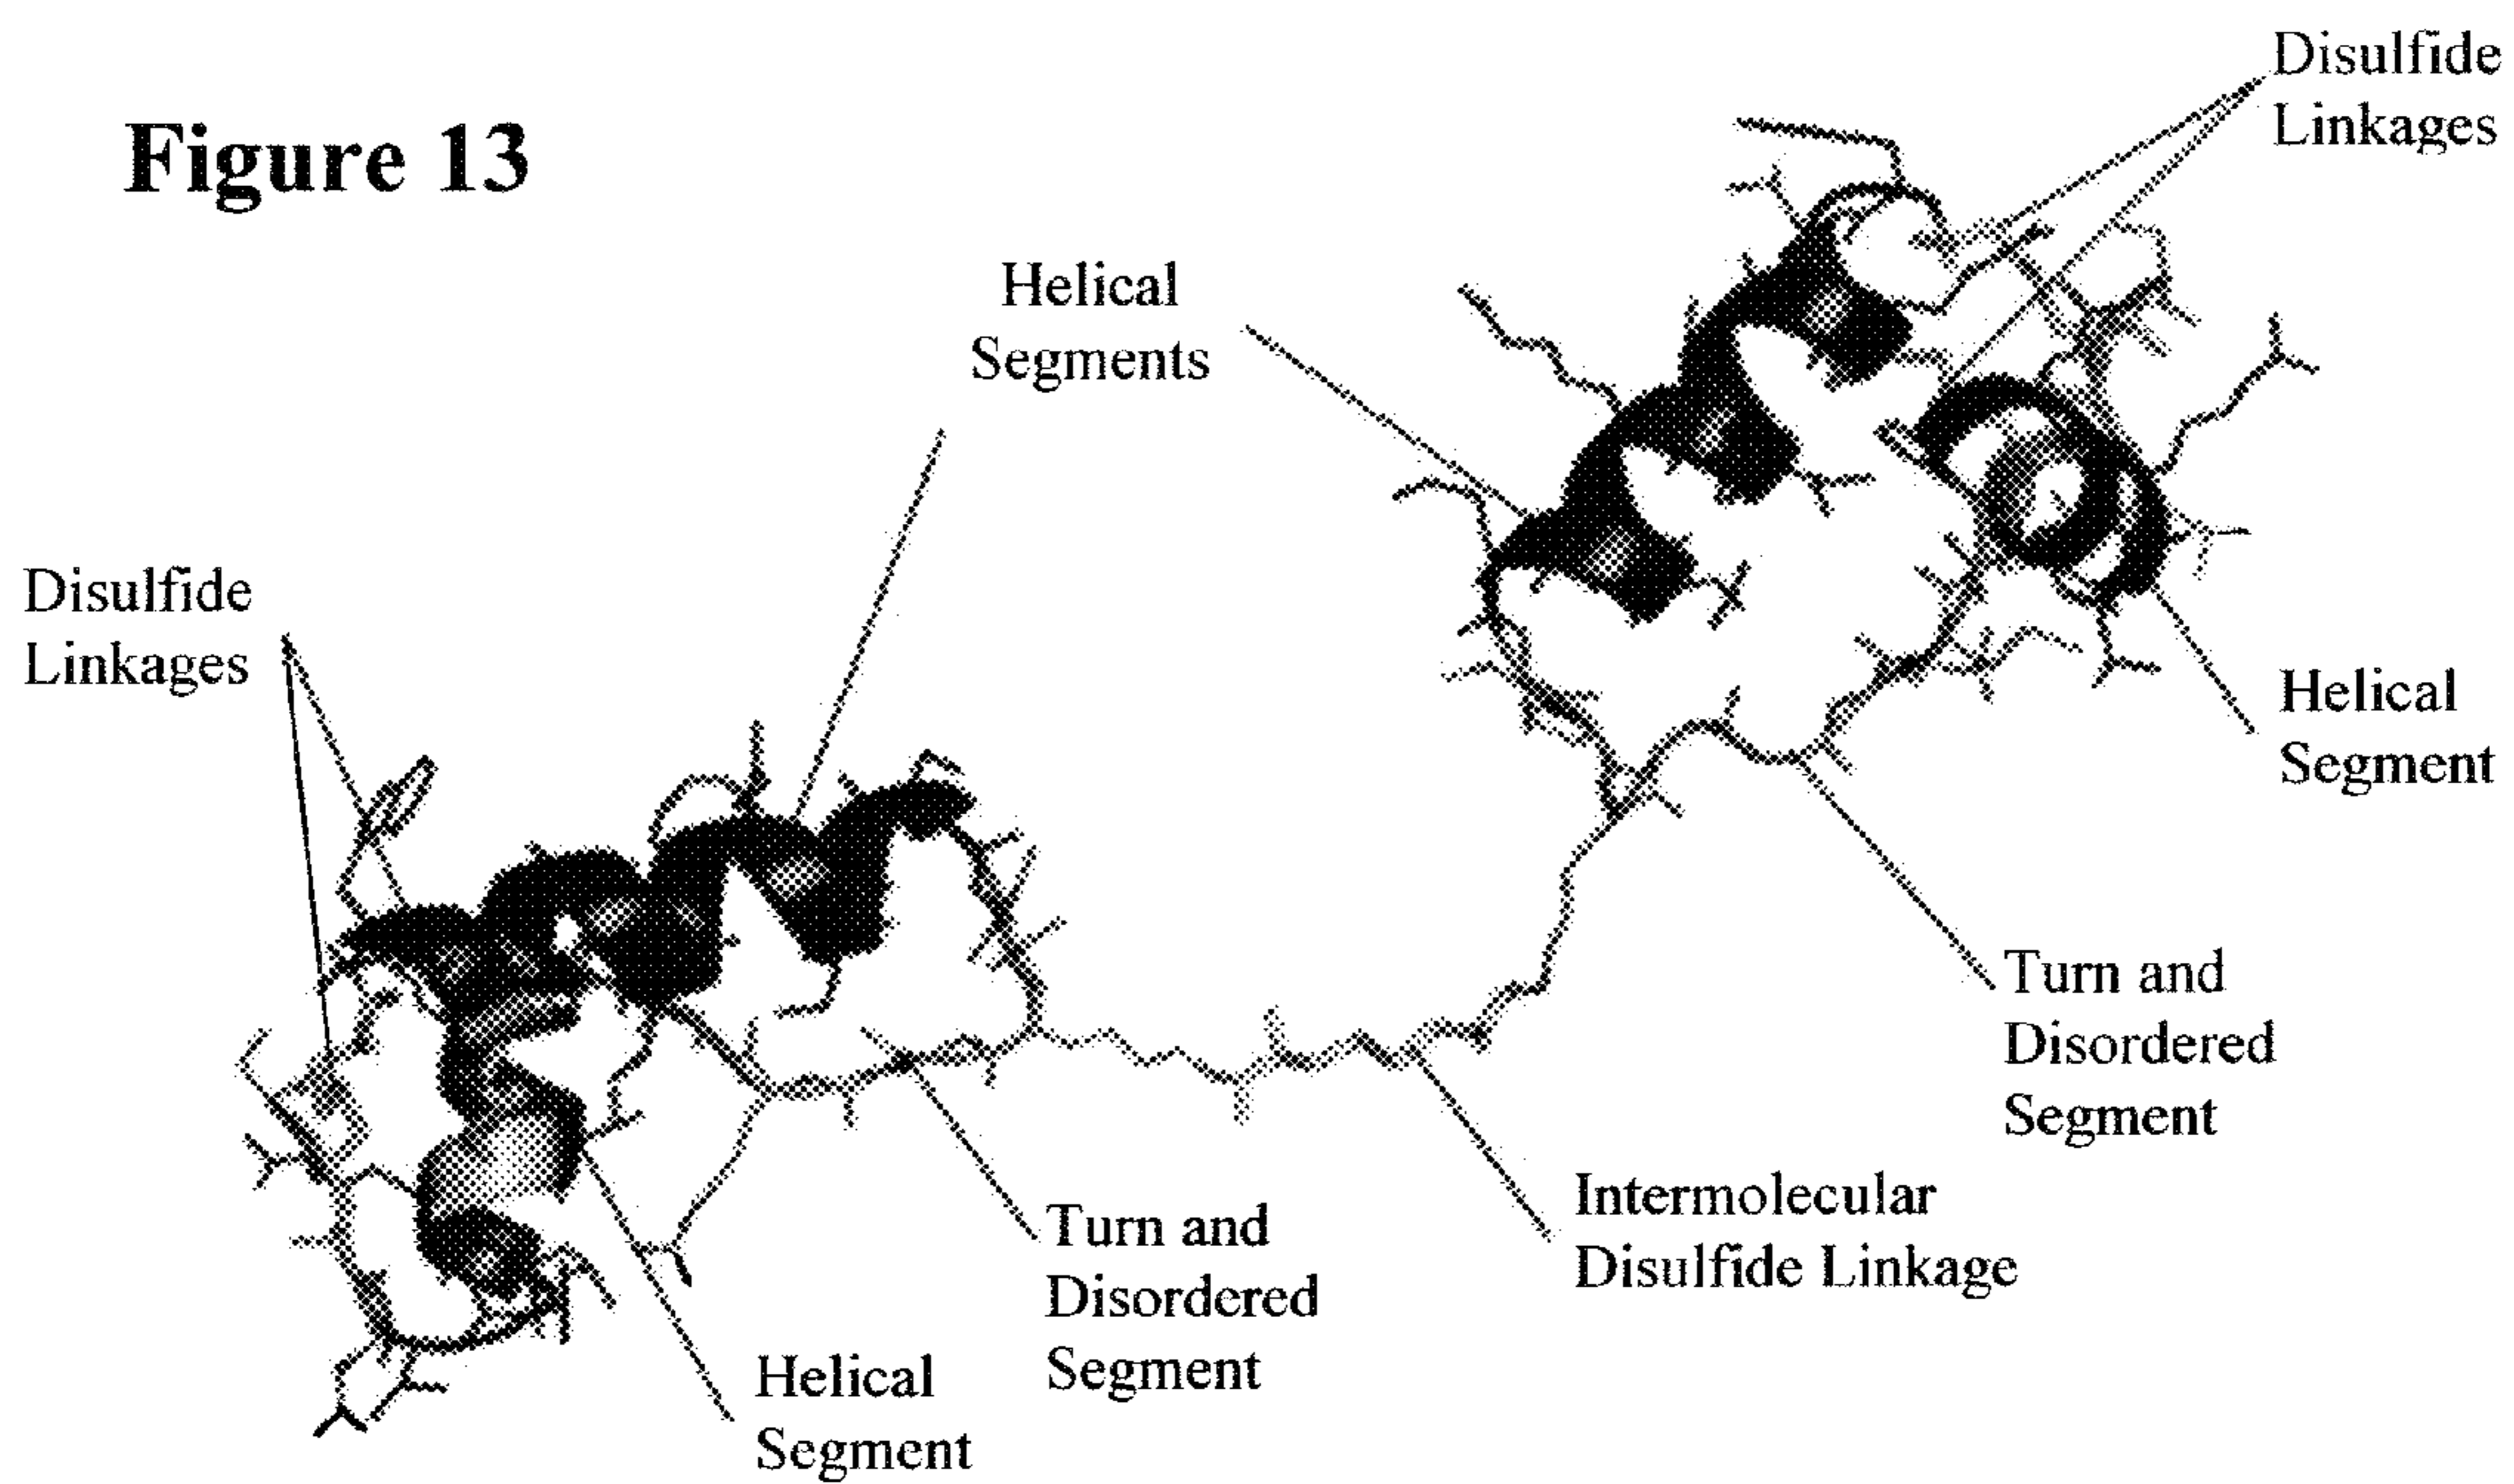 Figure 13
Disulfide
Linkages
Helical
Segments
Disulfide
Linkages
Helical
Segment
Turn and
Disordered
Segment
Intermolecular
Disulfide Linkage
Turn and
Disordered
Segment
Helical
Segment